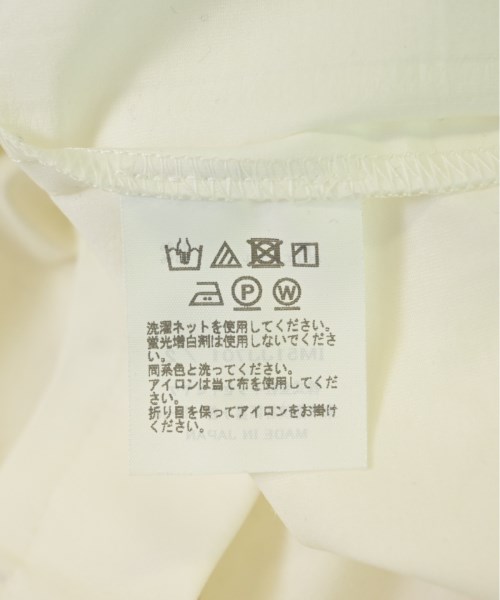 P W
洗濯ネットを使用してください。
蛍光増白剤は使用しないでくださ
い。
同系色と洗ってください。
アイロンは当て布を使用してくだ
さい。
折り目を保ってアイロンをお掛け
ください。
MADE IN JAPAN